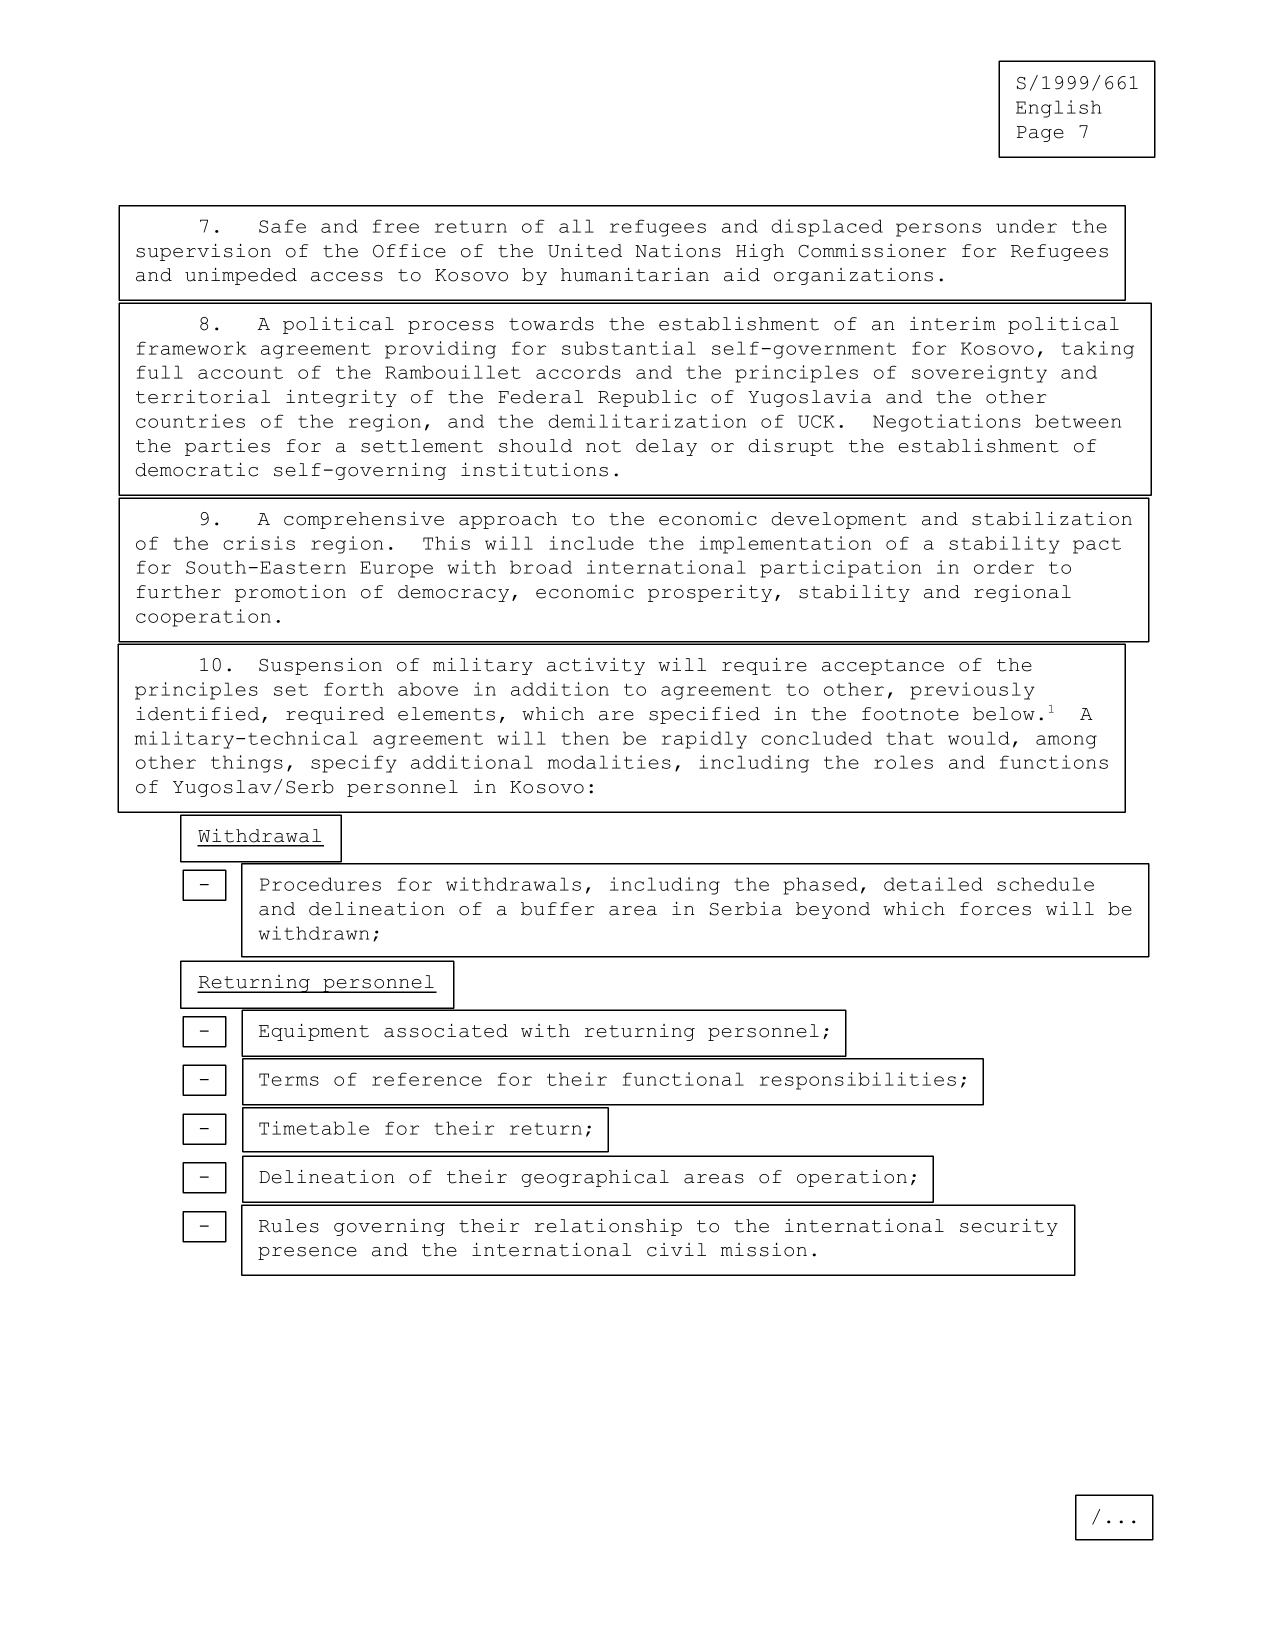 S/1999/661
English
Page 7
7. Safe and free return of all refugees and displaced persons under the
supervision of the Office of the United Nations High Commissioner for Refugees
and unimpeded access to Kosovo by humanitarian aid organizations.
8. A political process towards the establishment of an interim political
framework agreement providing for substantial self-government for Kosovo, taking
full account of the Rambouillet accords and the principles of sovereignty and
territorial integrity of the Federal Republic of Yugoslavia and the other
countries of the region, and the demilitarization of UCK. Negotiations between
the parties for a settlement should not delay or disrupt the establishment of
democratic self-governing institutions.
9. A comprehensive approach to the economic development and stabilization
of the crisis region. This will include the implementation of a stability pact
for South-Eastern Europe with broad international participation in order to
further promotion of democracy, economic prosperity, stability and regional
cooperation.
10. Suspension of military activity will require acceptance of the
principles set forth above in addition to agreement to other, previously
identified, required elements, which are specified in the footnote below.¹ A
military-technical agreement will then be rapidly concluded that would, among
other things, specify additional modalities, including the roles and functions
of Yugoslav/Serb personnel in Kosovo:
Withdrawal
- Procedures for withdrawals, including the phased, detailed schedule
and delineation of a buffer area in Serbia beyond which forces will be
withdrawn;
Returning personnel
- Equipment associated with returning personnel;
- Terms of reference for their functional responsibilities;
- Timetable for their return;
- Delineation of their geographical areas of operation;
- Rules governing their relationship to the international security
presence and the international civil mission.
/...